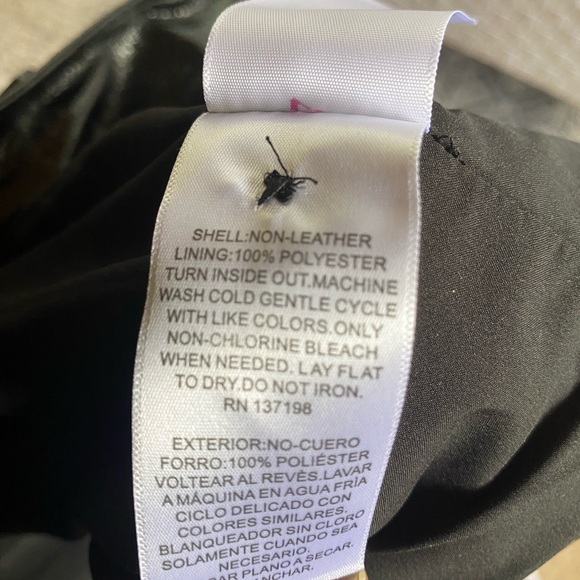 SHELL:NON-LEATHER
LINING:100% POLYESTER
TURN INSIDE OUT.MACHINE
WASH COLD GENTLE CYCLE
WITH LIKE COLORS.ONLY
NON-CHLORINE BLEACH
WHEN NEEDED. LAY FLAT
TO DRY.DO NOT IRON.
RN 137198
EXTERIOR:NO-CUERO
FORRO:100% POLIÉSTER
VOLTEAR AL REVÈS.LAVAR
A MÁQUINA EN AGUA FRÍA
CICLO DELICADO CON
COLORES SIMILARES.
BLANQUEADOR SIN CLORO
SOLAMENTE CUANDO SEA
NECESARIO.
PLANO A SECAR.